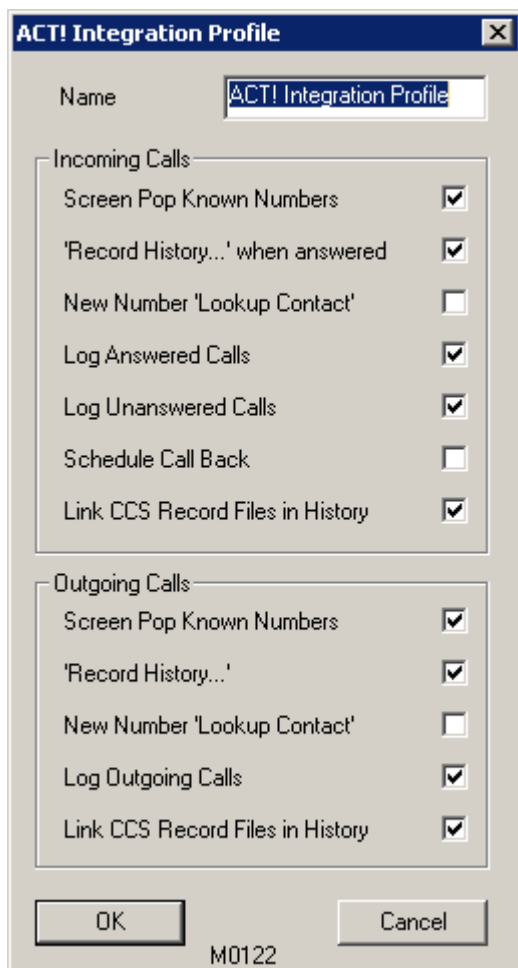 ACT! Integration Profile
Name ACT! Integration Profile
Incoming Calls
Screen Pop Known Numbers
'Record History...' when answered
New Number 'Lookup Contact'
Log Answered Calls
Log Unanswered Calls
Schedule Call Back
Link CCS Record Files in History
Outgoing Calls
Screen Pop Known Numbers
'Record History...'
New Number 'Lookup Contact'
Log Outgoing Calls
Link CCS Record Files in History
OK Cancel
M0122